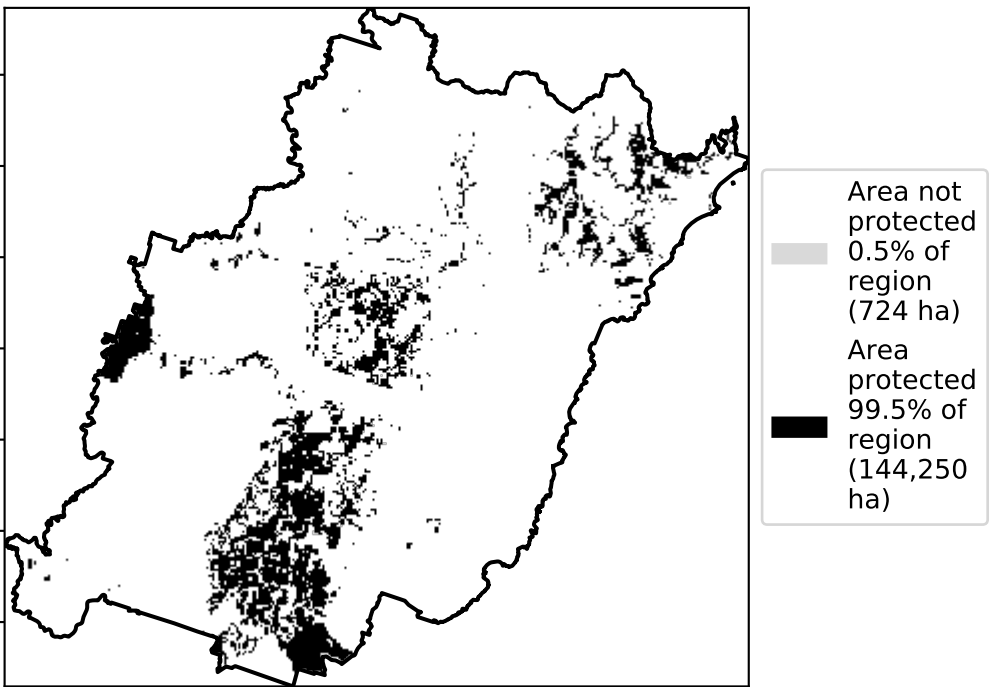 Area not
protected
0.5% of
region
(724 ha)
Area
protected
99.5% of
region
(144,250
ha)